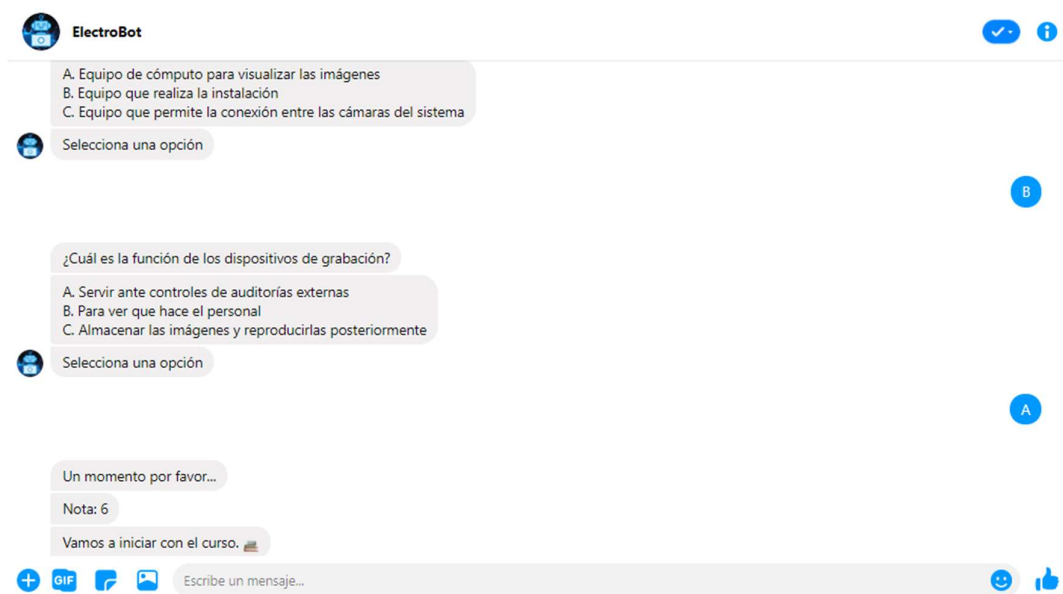 ElectroBot
A. Equipo de cómputo para visualizar las imágenes
B. Equipo que realiza la instalación
C. Equipo que permite la conexión entre las cámaras del sistema
Selecciona una opción
B
¿Cuál es la función de los dispositivos de grabación?
A. Servir ante controles de auditorías externas
B. Para ver que hace el personal
C. Almacenar las imágenes y reproducirlas posteriormente
Selecciona una opción
A
Un momento por favor...
Nota: 6
Vamos a iniciar con el curso.
GIF
Escribe un mensaje...